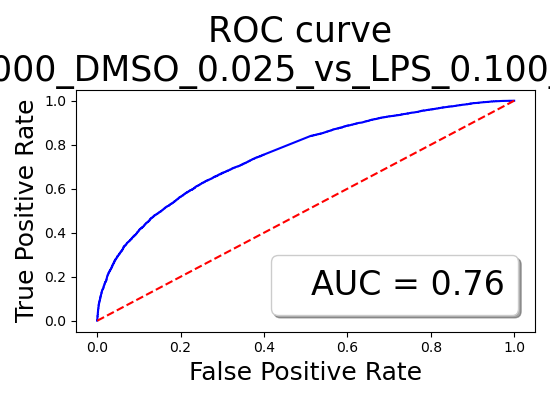 ROC curve
000_DMSO_0.025_vs_LPS_0.100_
True Positive Rate
1.0
0.8
0.6
0.4
0.2
0.0
AUC = 0.76
0.0 0.2 0.4 0.6 0.8 1.0
False Positive Rate